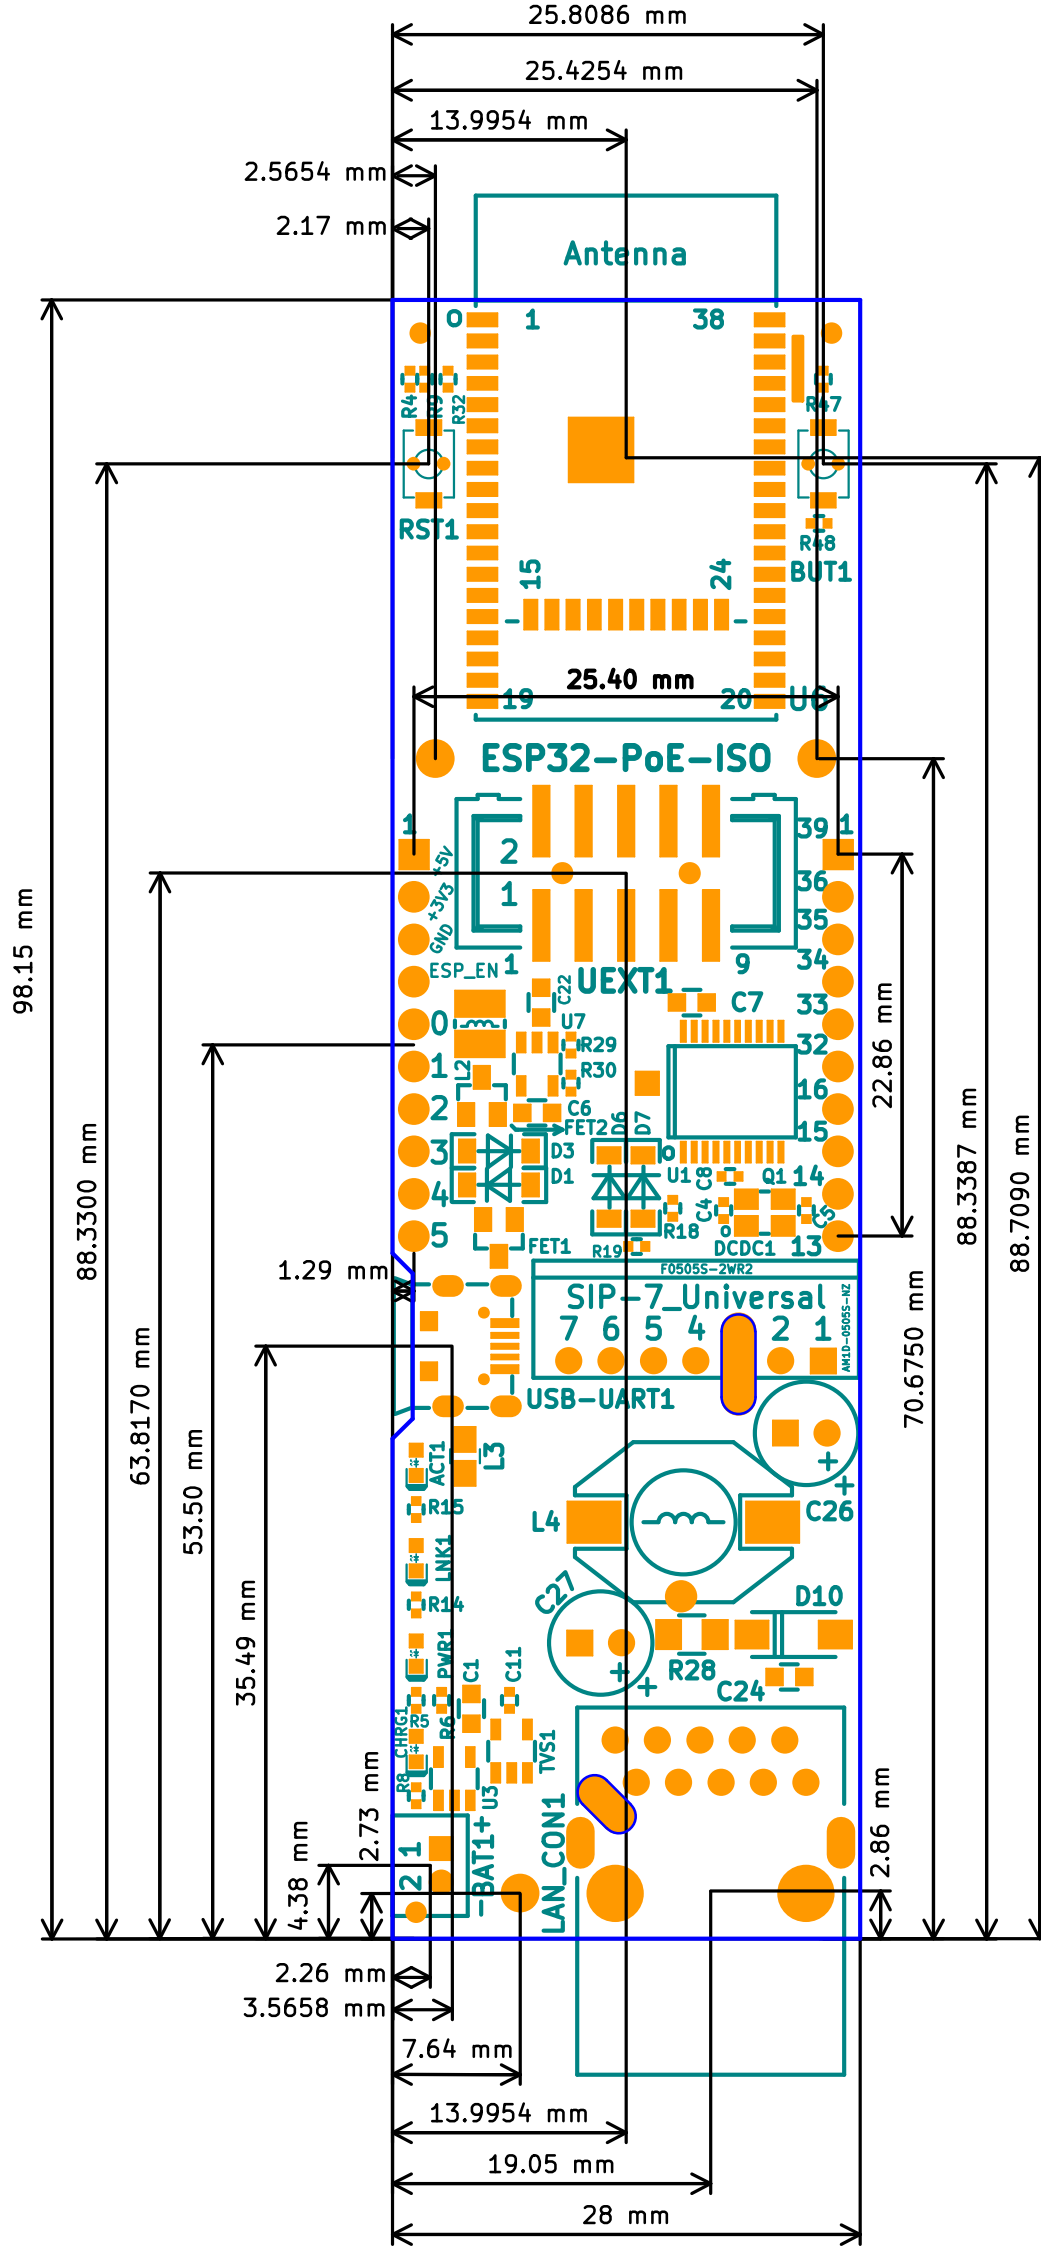 25.8086 mm
25.4254 mm
13.9954 mm
2.5654 mm
2.17 mm
Antenna
1
38
R4
R9
R32
R47
RST1
R48
BUT1
15
24
25.40 mm
19
20
U6
ESP32-PoE-ISO
1
39
1
+5V
2
36
+3V3
1
35
GND
34
ESP_EN
1
9
UEXT1
C22
C7
33
0
U7
R29
32
L2
1
R30
16
2
C6
FET2
D6
D7
15
3
D3
D1
U1
C8
Q1
14
4
C4
C5
R18
5
FET1
R19
DCDC1
13
98.15 mm
88.3300 mm
63.8170 mm
53.50 mm
35.49 mm
22.86 mm
70.6750 mm
88.3387 mm
88.7090 mm
1.29 mm
F0505S-2WR2
SIP-7_Universal
7
6
5
4
2
1
AM1D-0505S-NZ
USB-UART1
ACT1
L3
+
+
C26
R15
L4
LNK1
C27
D10
R14
PWR1
C1
C11
+
+
R28
C24
R5
R6
CHRG1
TVS1
R8
U3
1
2
-BAT1+
LAN_CON1
4.38 mm
2.73 mm
2.86 mm
2.26 mm
3.5658 mm
7.64 mm
13.9954 mm
19.05 mm
28 mm